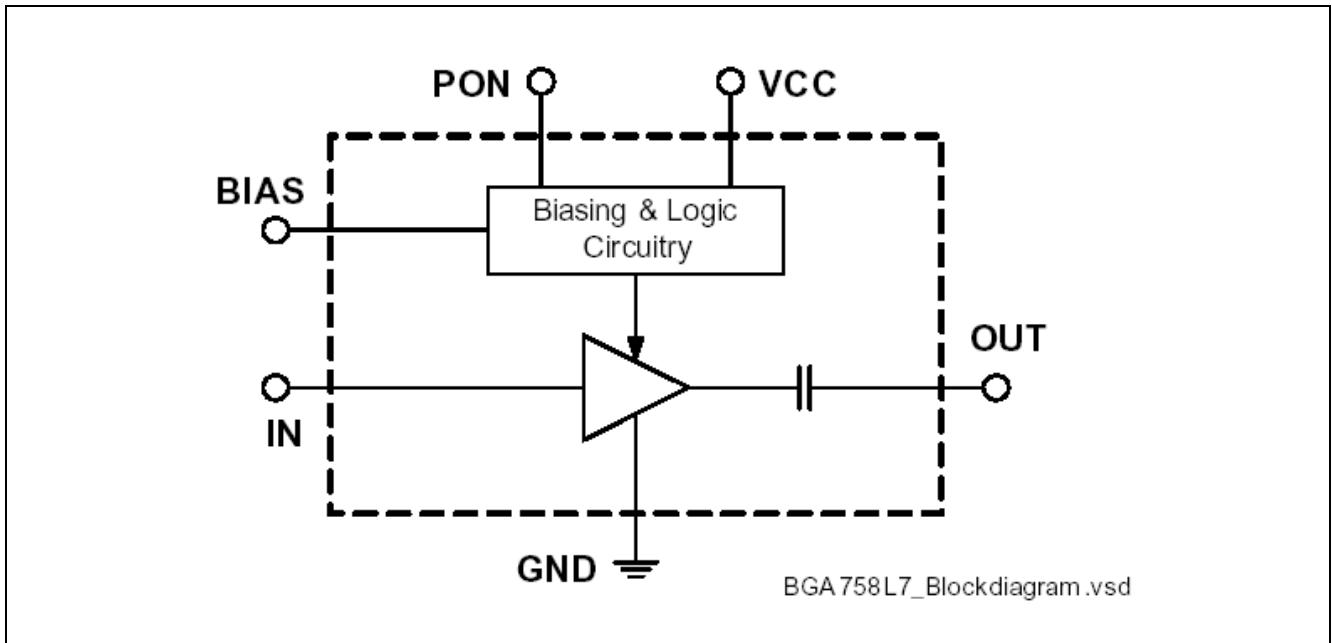 PON
VCC
BIAS
Biasing & Logic
Circuitry
OUT
IN
GND
BGA758L7_Blockdiagram.vsd